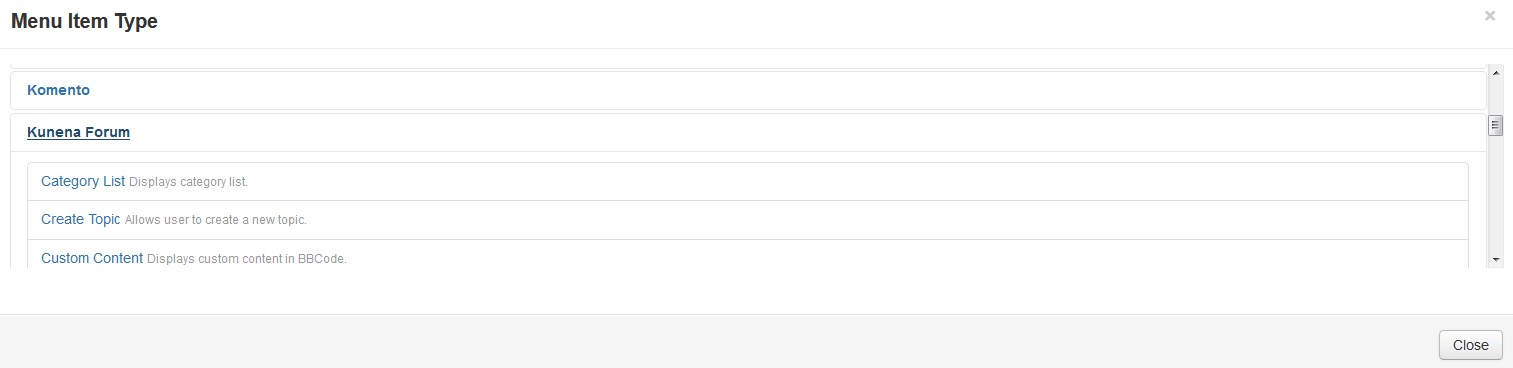 Menu Item Type
×
Komento
Kunena Forum
Category List Displays category list.
Create Topic Allows user to create a new topic.
Custom Content Displays custom content in BBCode.
Close